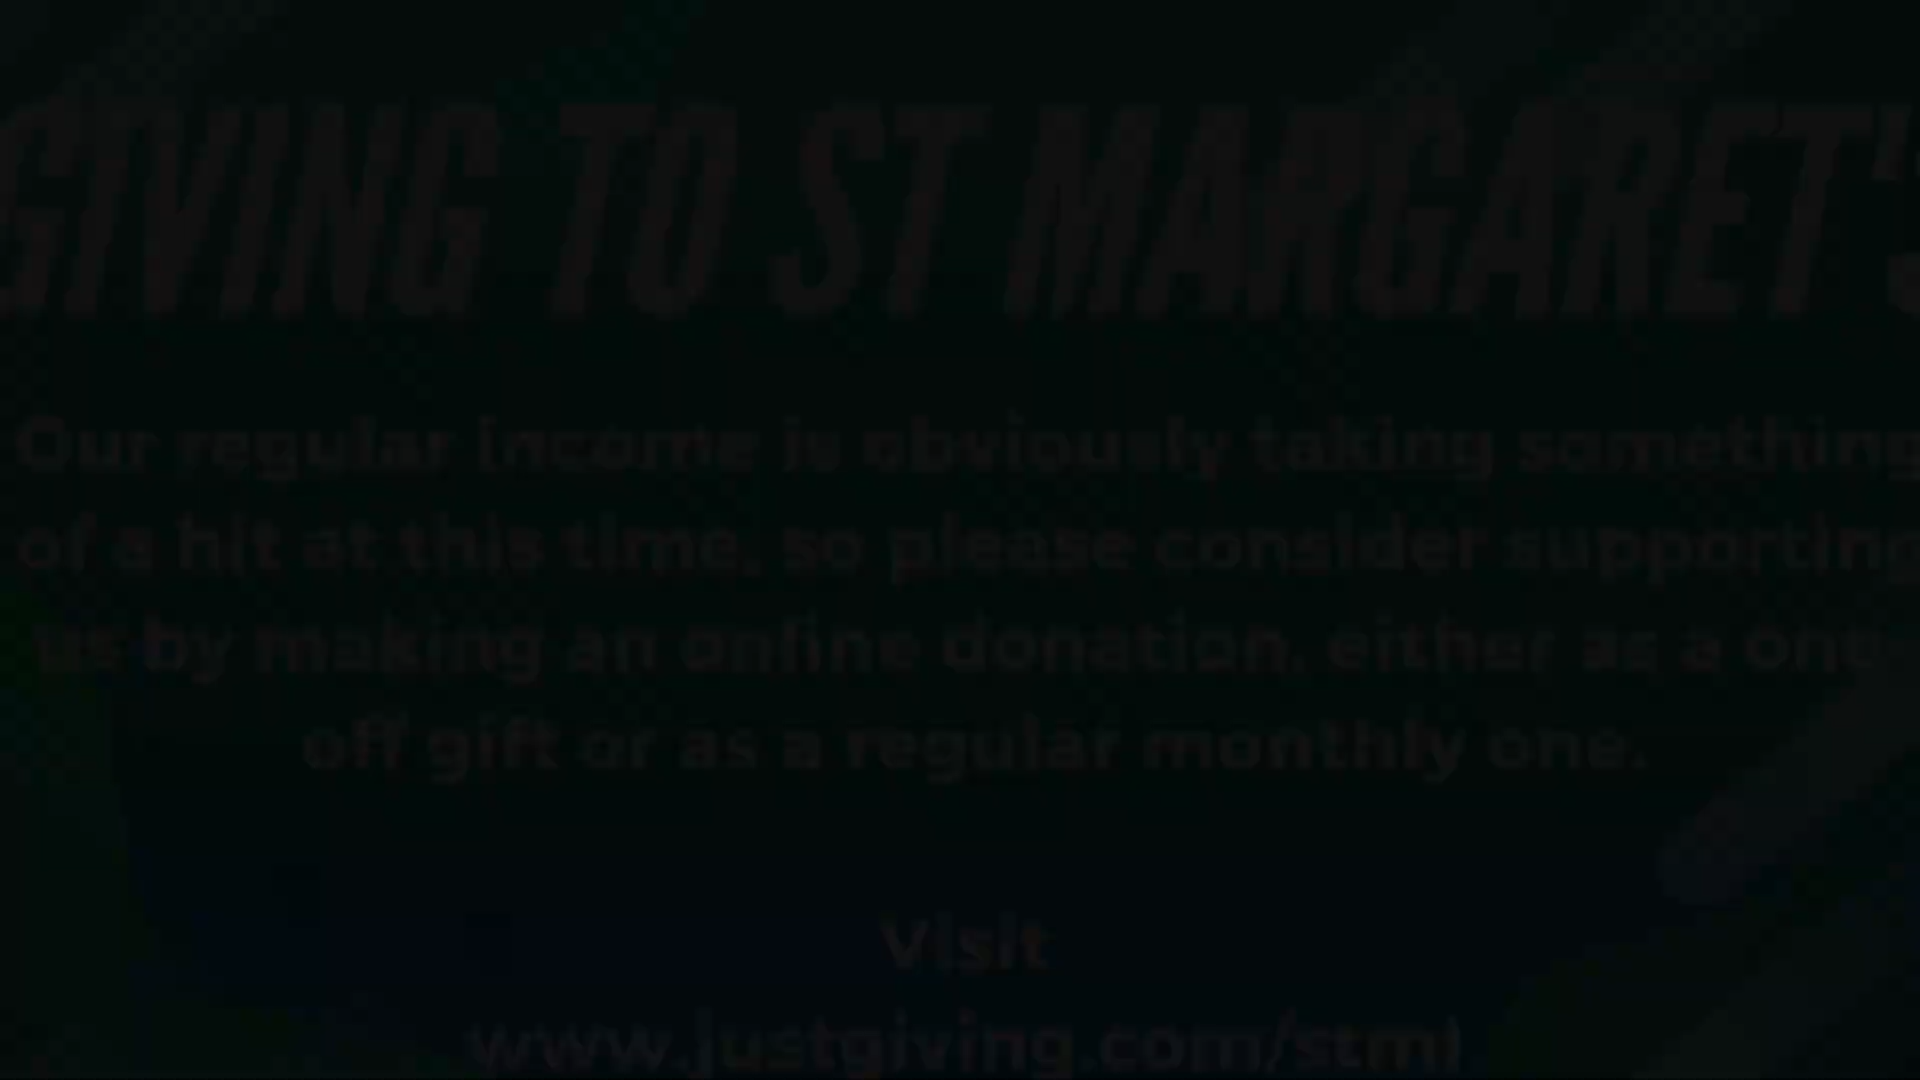 GIVING TO ST MARGARET'S
Our regular income is obviously taking something
of a hit at this time, so please consider supporting
us by making an online donation, either as a one-
off gift or as a regular monthly one.
Visit
www.justgiving.com/stml